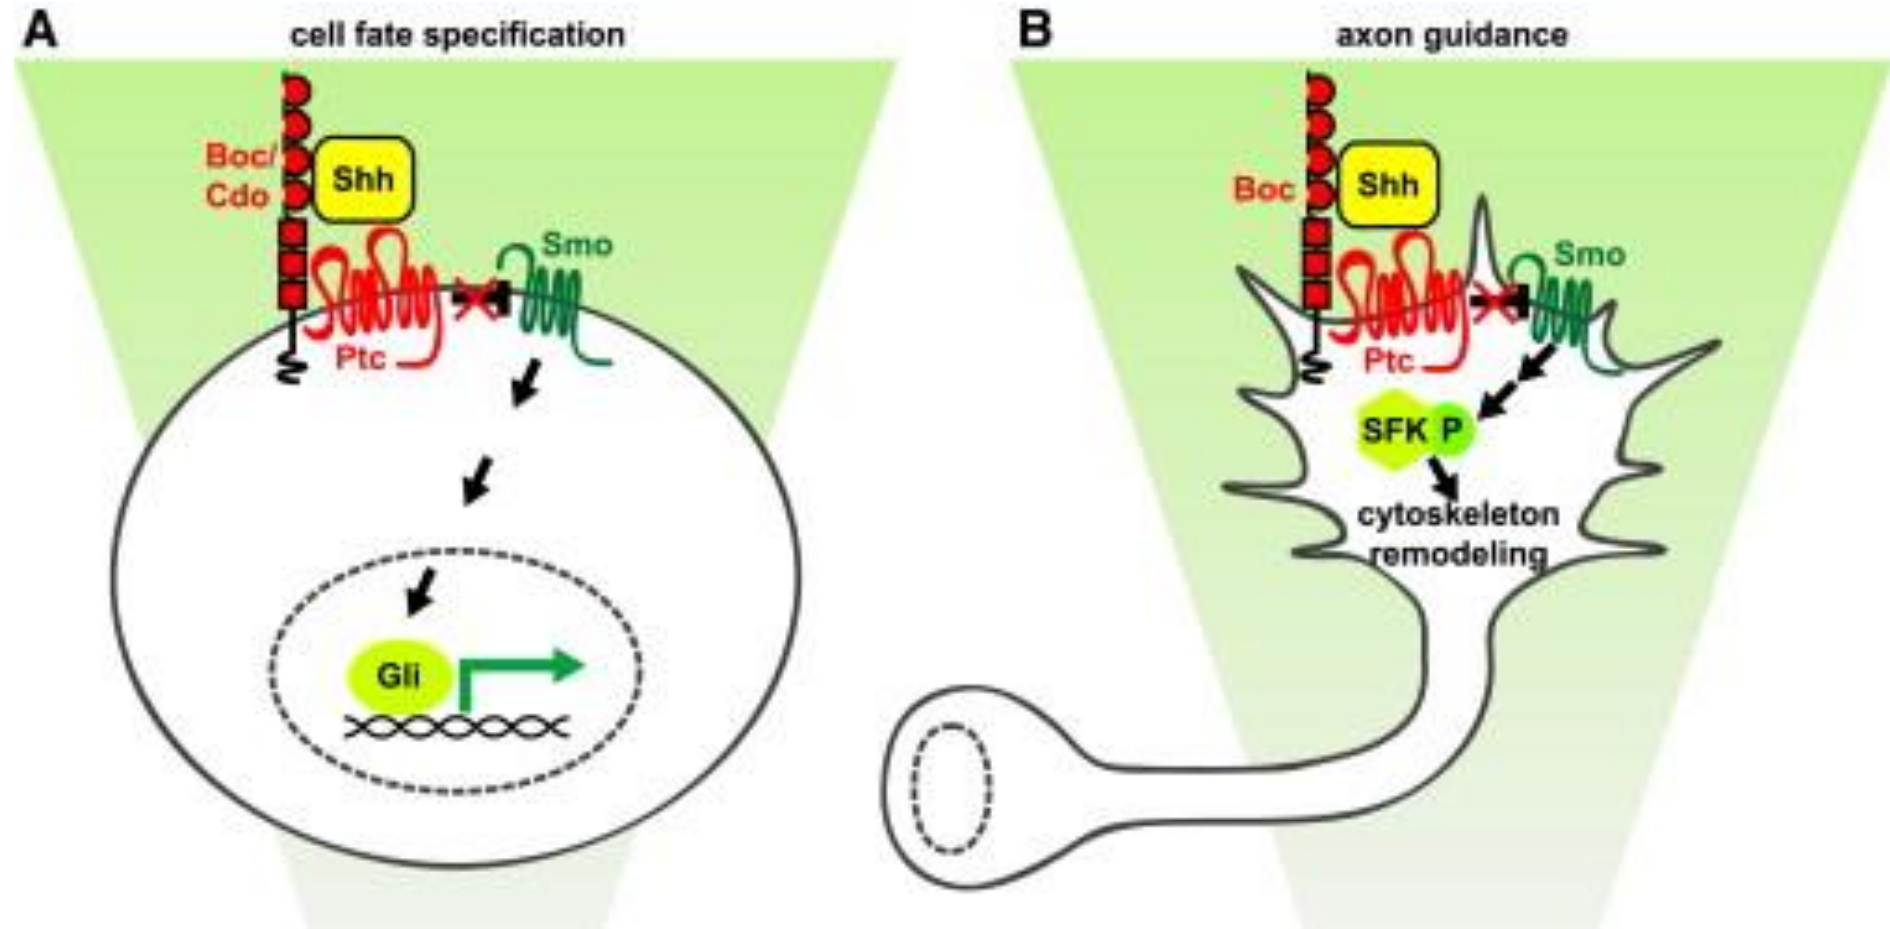 A
cell fate specification
Boc/
Cdo
Shh
Smo
Ptc
Gli
B
axon guidance
Boc
Shh
Smo
Ptc
SFK P
cytoskeleton
remodeling